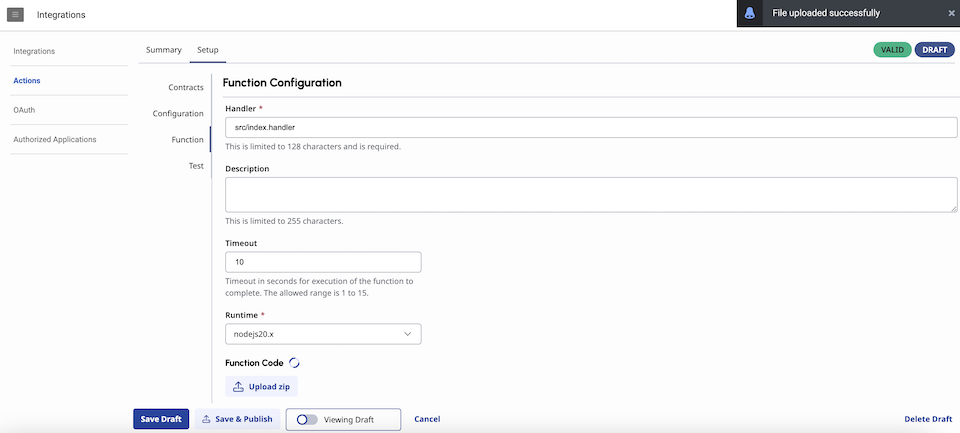 Integrations
File uploaded successfully
Integrations
Actions
OAuth
Authorized Applications
Summary
Setup
VALID
DRAFT
Contracts
Configuration
Function
Test
Function Configuration
Handler *
src/index.handler
This is limited to 128 characters and is required.
Description
This is limited to 255 characters.
Timeout
10
Timeout in seconds for execution of the function to
complete. The allowed range is 1 to 15.
Runtime *
nodejs20.x
Function Code
Upload zip
Save Draft
Save & Publish
Viewing Draft
Cancel
Delete Draft